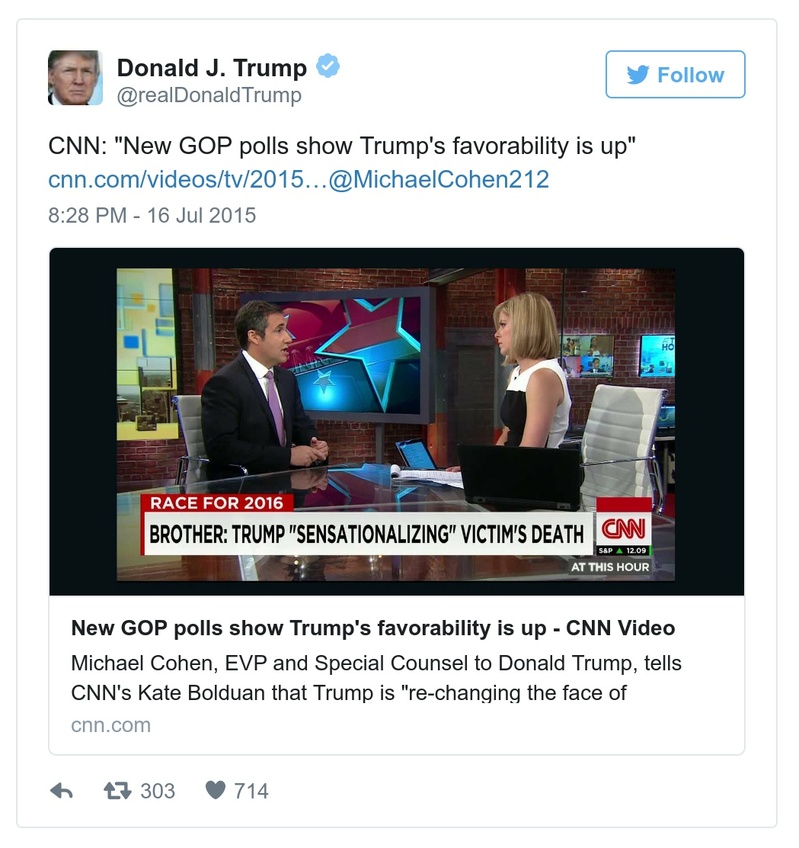 Donald J. Trump
@realDonaldTrump
Follow
CNN: "New GOP polls show Trump's favorability is up"
cnn.com/videos/tv/2015…@MichaelCohen212
8:28 PM - 16 Jul 2015
HO
RACE FOR 2016
BROTHER: TRUMP "SENSATIONALIZING" VICTIM'S DEATH
CNN
S&P ▲ 12.09
AT THIS HOUR
New GOP polls show Trump's favorability is up - CNN Video
Michael Cohen, EVP and Special Counsel to Donald Trump, tells
CNN's Kate Bolduan that Trump is "re-changing the face of
cnn.com
303
714